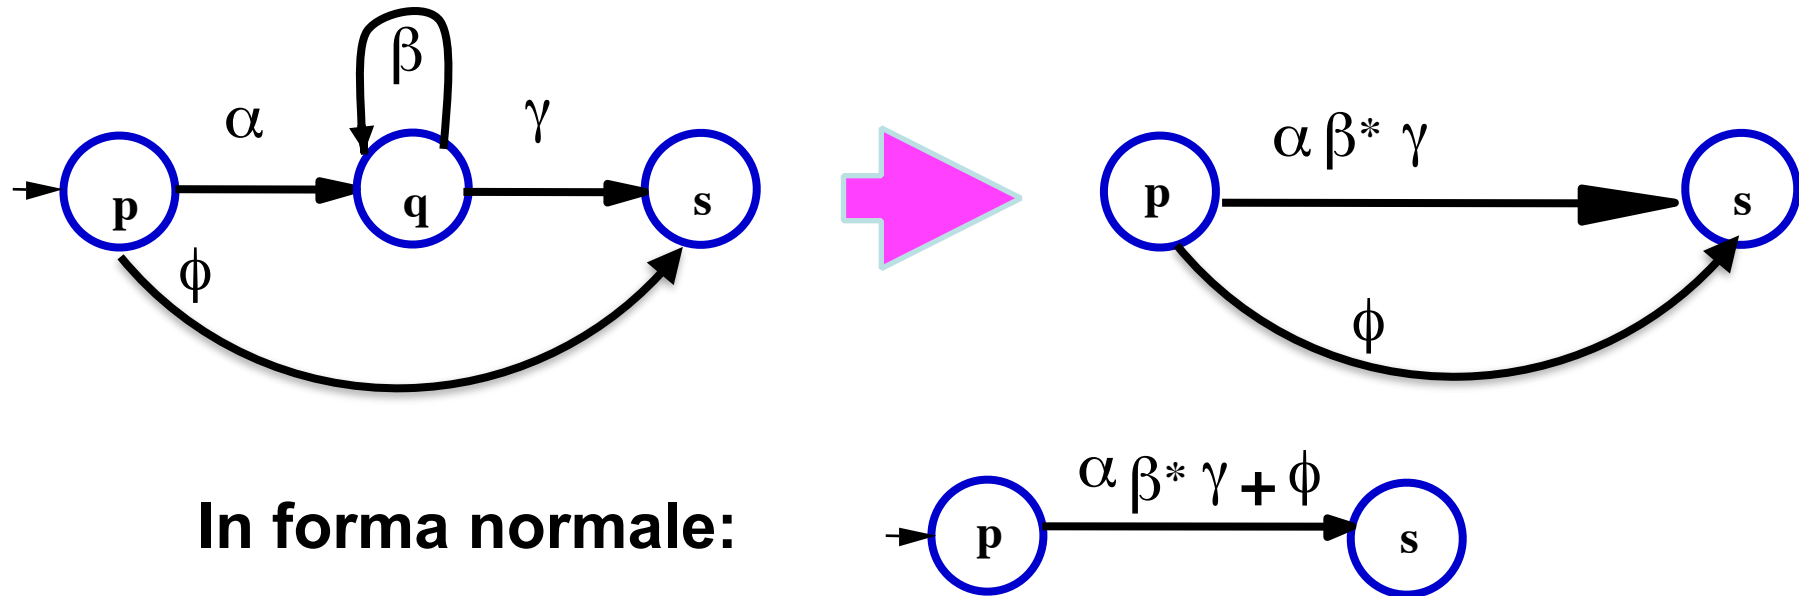 β
α γ
p q s
ϕ
α β* γ
p s
ϕ
α β* γ + ϕ
In forma normale:
p s